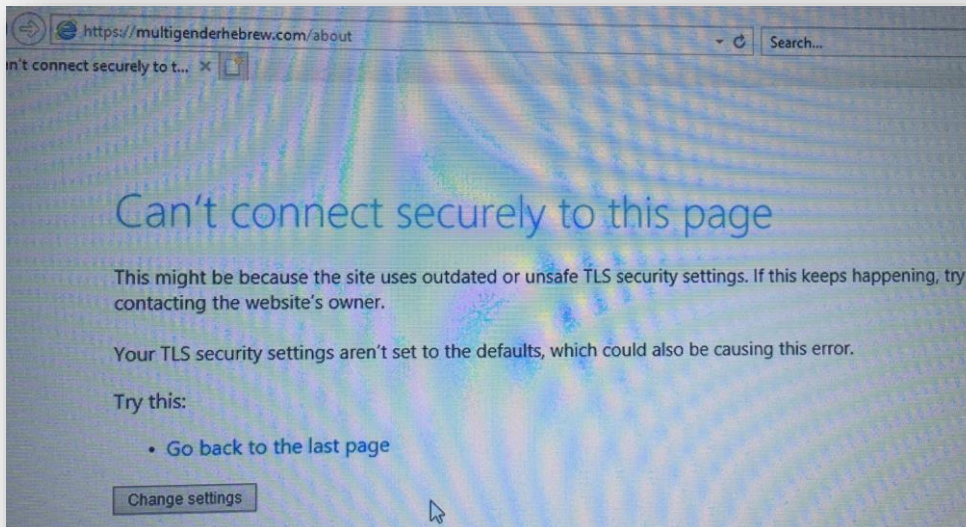 https://multigenderhebrew.com/about
Search...
n't connect securely to t...
Can't connect securely to this page
This might be because the site uses outdated or unsafe TLS security settings. If this keeps happening, try
contacting the website's owner.
Your TLS security settings aren't set to the defaults, which could also be causing this error.
Try this:
• Go back to the last page
Change settings